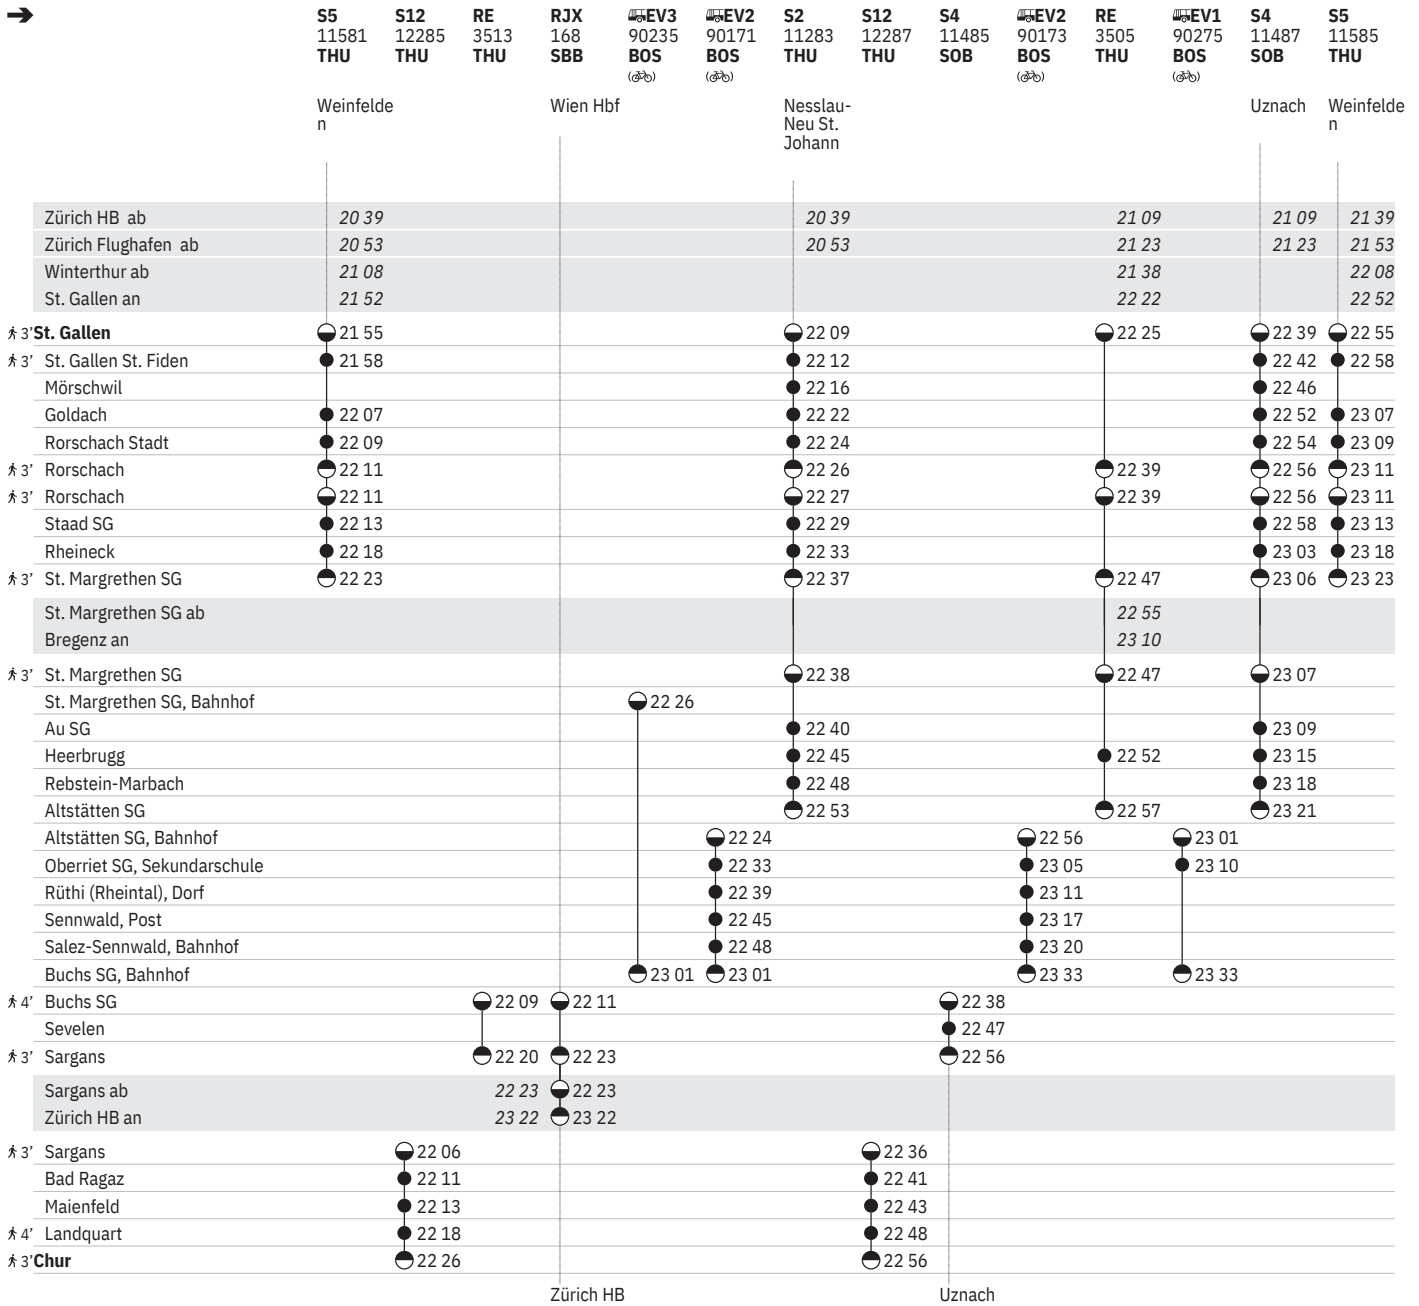 S5 S12 RE RJX EV3 EV2 S2 S12 S4 EV2 RE EV1 S4 S5
11581 12285 3513 168 90235 90171 11283 12287 11485 90173 3505 90275 11487 11585
THU THU THU SBB BOS BOS THU THU SOB BOS THU BOS SOB THU
Weinfelde Wien Hbf Nesslau- Uznach Weinfelde
n Neu St. n
Johann
Zürich HB ab 20 39 20 39 21 09 21 09 21 39
Zürich Flughafen ab 20 53 20 53 21 23 21 23 21 53
Winterthur ab 21 08 21 38 22 08
St. Gallen an 21 52 22 22 22 52
3’ St. Gallen 21 55 22 09 22 25 22 39 22 55
3’ St. Gallen St. Fiden 21 58 22 12 22 42 22 58
Mörschwil 22 16 22 46
Goldach 22 07 22 22 22 52 23 07
Rorschach Stadt 22 09 22 24 22 54 23 09
3’ Rorschach 22 11 22 26 22 39 22 56 23 11
3’ Rorschach 22 11 22 27 22 39 22 56 23 11
Staad SG 22 13 22 29 22 58 23 13
Rheineck 22 18 22 33 23 03 23 18
3’ St. Margrethen SG 22 23 22 37 22 47 23 06 23 23
St. Margrethen SG ab 22 55
Bregenz an 23 10
3’ St. Margrethen SG 22 38 22 47 23 07
St. Margrethen SG, Bahnhof 22 26
Au SG 22 40 23 09
Heerbrugg 22 45 22 52 23 15
Rebstein-Marbach 22 48 23 18
Altstätten SG 22 53 22 57 23 21
Altstätten SG, Bahnhof 22 24 22 56 23 01
Oberriet SG, Sekundarschule 22 33 23 05 23 10
Rüthi (Rheintal), Dorf 22 39 23 11
Sennwald, Post 22 45 23 17
Salez-Sennwald, Bahnhof 22 48 23 20
Buchs SG, Bahnhof 23 01 23 01 23 33 23 33
4’ Buchs SG 22 09 22 11 22 38
Sevelen 22 47
3’ Sargans 22 20 22 23 22 56
Sargans ab 22 23 22 23
Zürich HB an 23 22 23 22
3’ Sargans 22 06 22 36
Bad Ragaz 22 11 22 41
Maienfeld 22 13 22 43
4’ Landquart 22 18 22 48
3’ Chur 22 26 22 56
Zürich HB Uznach